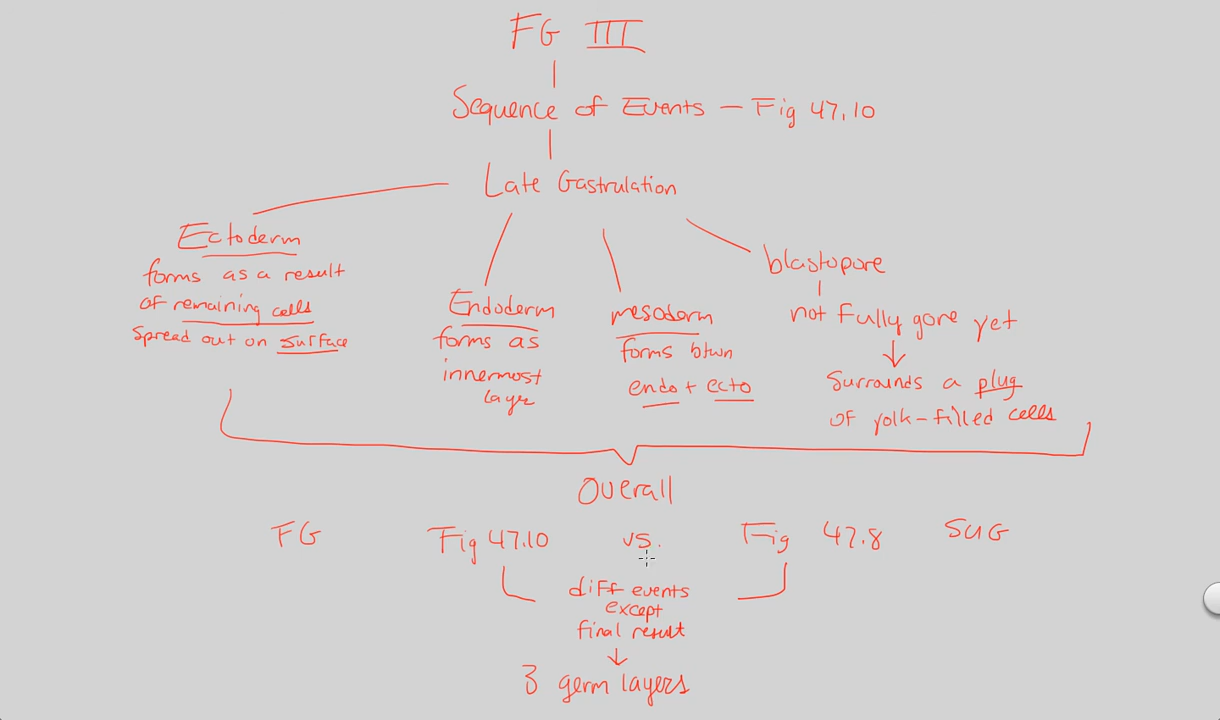 FG III
Sequence of Events – Fig 47.10
Late Gastrulation
Ectoderm
forms as a result
of remaining cells
spread out on surface
Endoderm
forms as
innermost
layer
mesoderm
forms btwn
endo + ecto
blastopore
not fully gone yet
surrounds a plug
of yolk-filled cells
Overall
FG Fig 47.10 vs. Fig 47.8 SUG
diff events
except
final result
3 germ layers